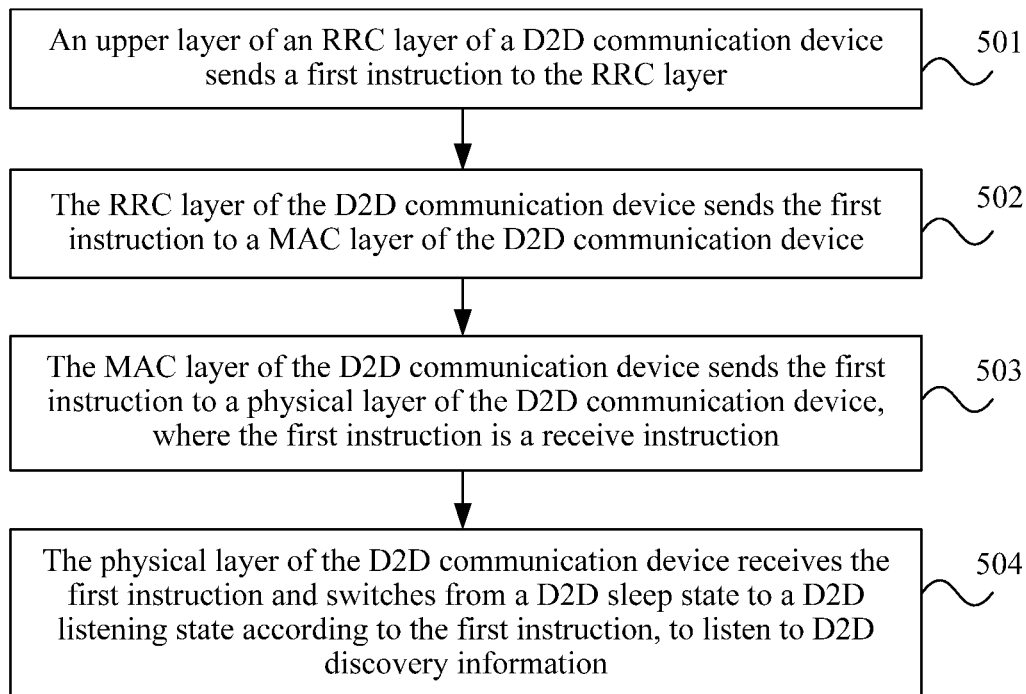 An upper layer of an RRC layer of a D2D communication device
sends a first instruction to the RRC layer
501
The RRC layer of the D2D communication device sends the first
instruction to a MAC layer of the D2D communication device
502
The MAC layer of the D2D communication device sends the first
instruction to a physical layer of the D2D communication device,
where the first instruction is a receive instruction
503
The physical layer of the D2D communication device receives the
first instruction and switches from a D2D sleep state to a D2D
listening state according to the first instruction, to listen to D2D
discovery information
504